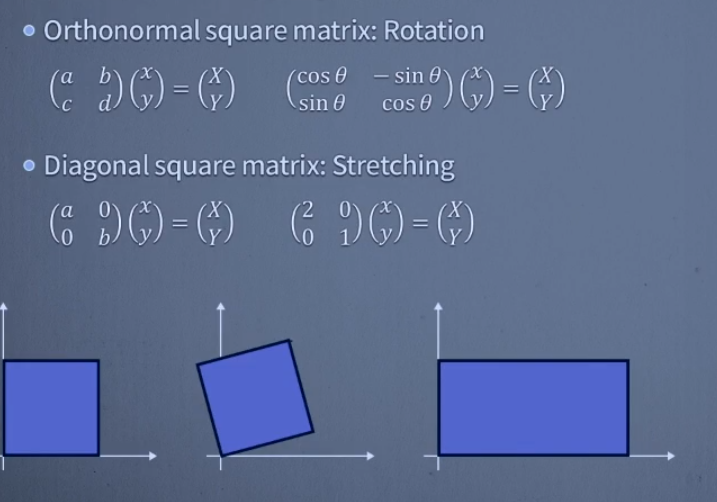 • Orthonormal square matrix: Rotation
(a b c d)(x y) = (X Y) (cos θ − sin θ sin θ cos θ)(x y) = (X Y)
• Diagonal square matrix: Stretching
(a 0 0 b)(x y) = (X Y) (2 0 0 1)(x y) = (X Y)